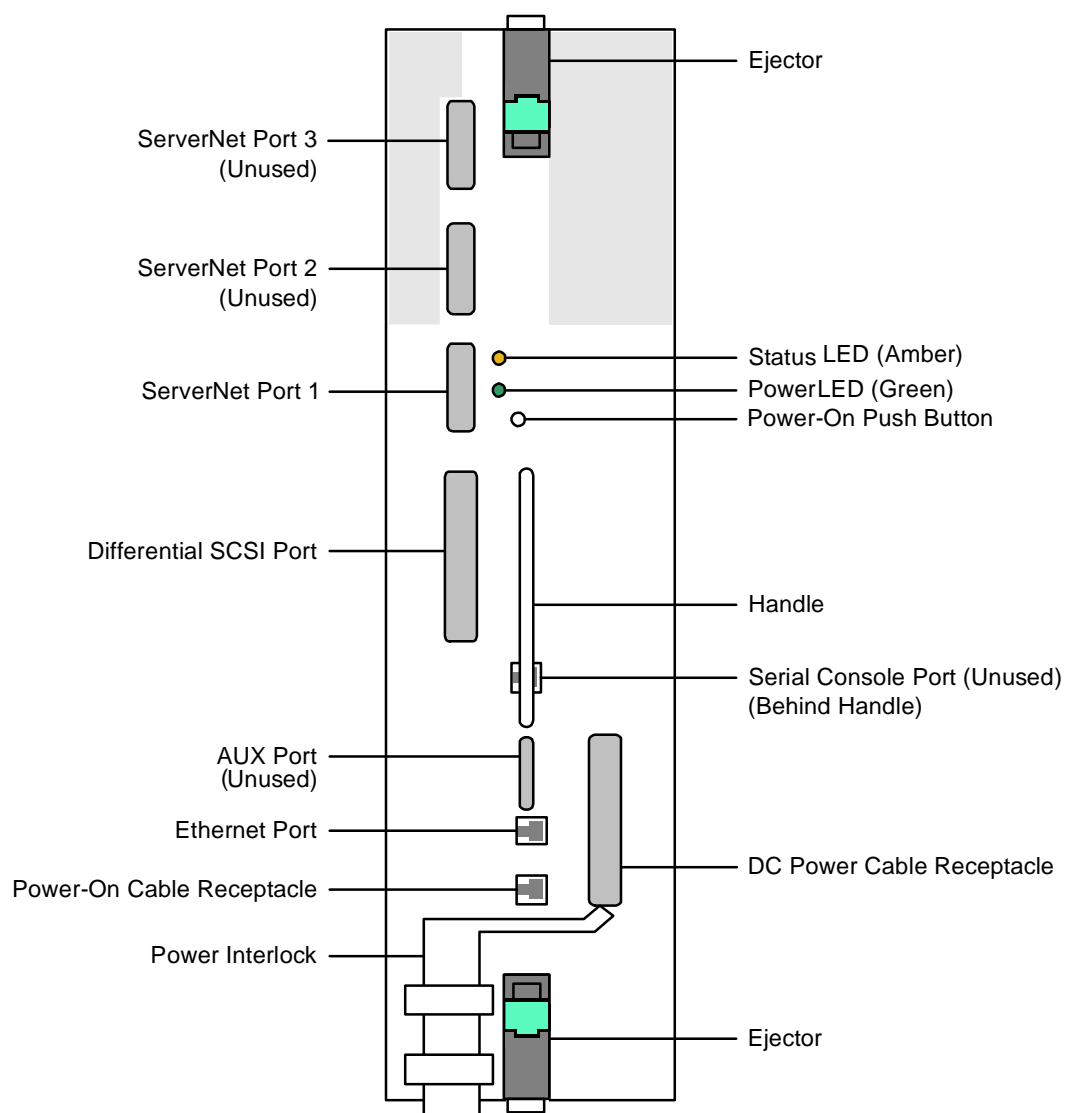 Ejector
ServerNet Port 3
(Unused)
ServerNet Port 2
(Unused)
Status LED (Amber)
ServerNet Port 1
PowerLED (Green)
Power-On Push Button
Differential SCSI Port
Handle
Serial Console Port (Unused)
(Behind Handle)
AUX Port
(Unused)
Ethernet Port
DC Power Cable Receptacle
Power-On Cable Receptacle
Power Interlock
Ejector